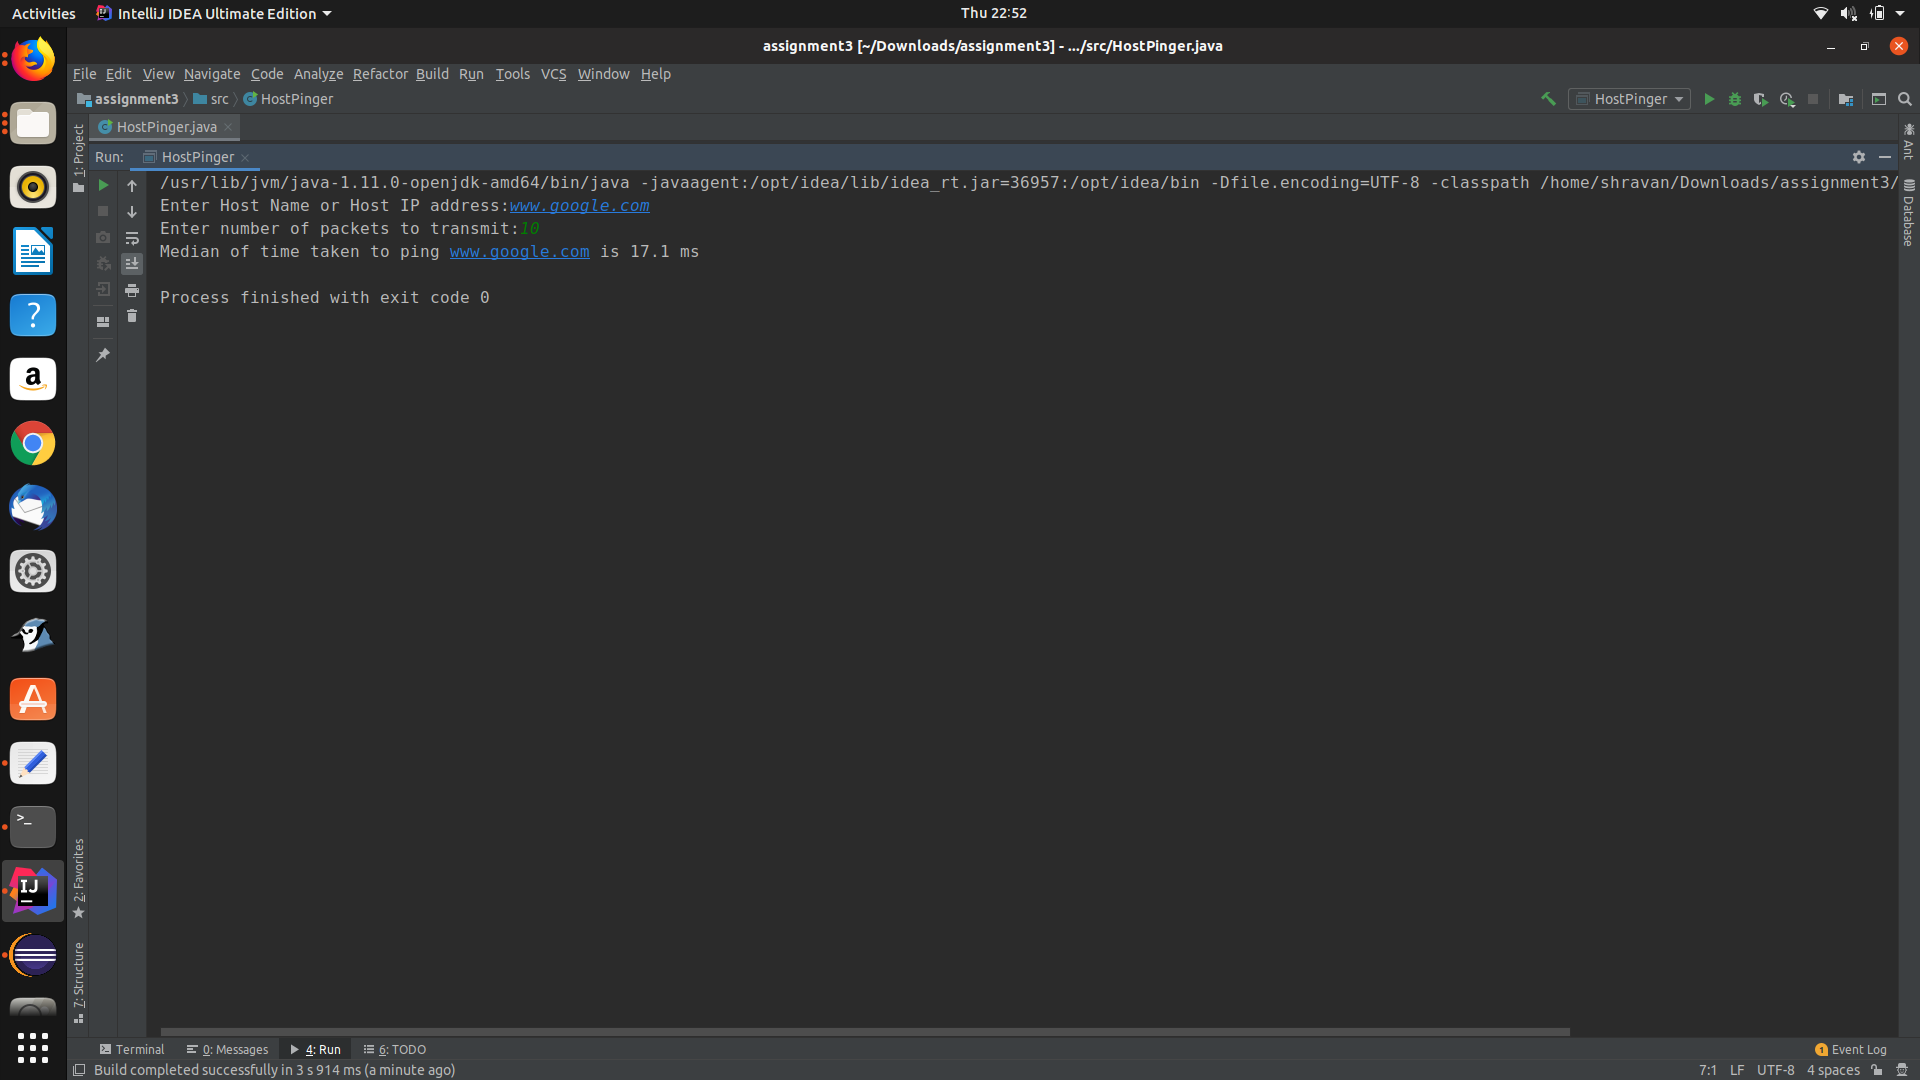 Activities IntelliJ IDEA Ultimate Edition Thu 22:52
assignment3 [~/Downloads/assignment3] - .../src/HostPinger.java
File Edit View Navigate Code Analyze Refactor Build Run Tools VCS Window Help
assignment3 src HostPinger HostPinger
1: Project
HostPinger.java
Ant
Run: HostPinger
/usr/lib/jvm/java-1.11.0-openjdk-amd64/bin/java -javaagent:/opt/idea/lib/idea_rt.jar=36957:/opt/idea/bin -Dfile.encoding=UTF-8 -classpath /home/shravan/Downloads/assignment3/
Enter Host Name or Host IP address:www.google.com
Enter number of packets to transmit:10
Median of time taken to ping www.google.com is 17.1 ms
Database
Process finished with exit code 0
?
a
A
>_
2: Favorites
IJ
7: Structure
Terminal 0: Messages 4: Run 6: TODO 1 Event Log
Build completed successfully in 3 s 914 ms (a minute ago) 7:1 LF UTF-8 4 spaces